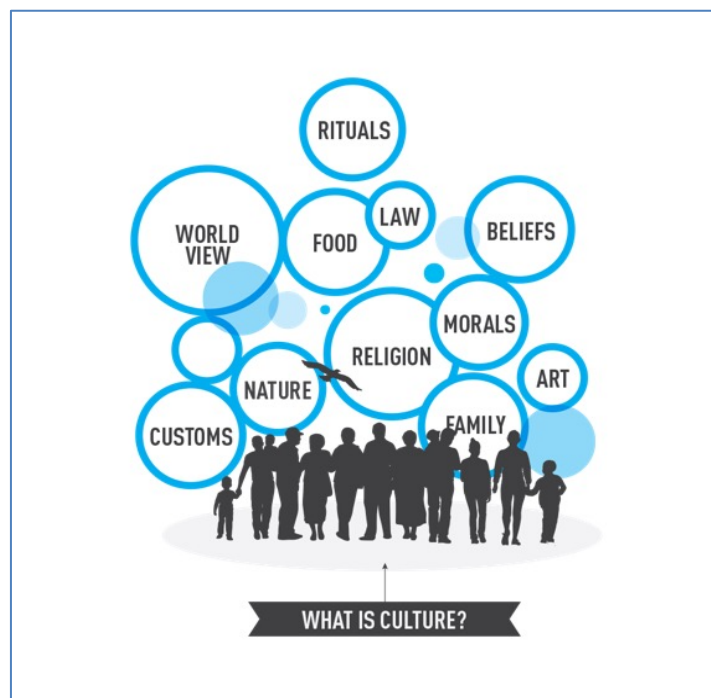 RITUALS
LAW
WORLD
VIEW
FOOD
BELIEFS
MORALS
RELIGION
NATURE
ART
CUSTOMS
FAMILY
WHAT IS CULTURE?